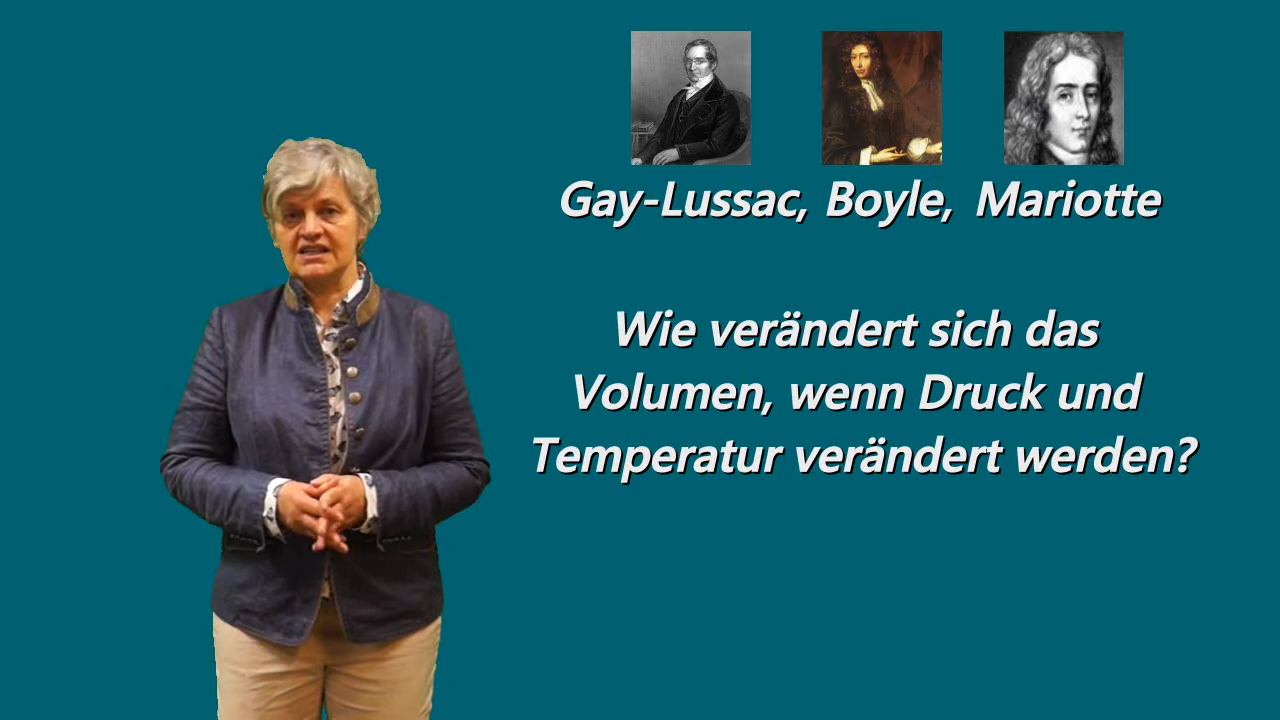 Gay-Lussac, Boyle, Mariotte
Wie verändert sich das
Volumen, wenn Druck und
Temperatur verändert werden?